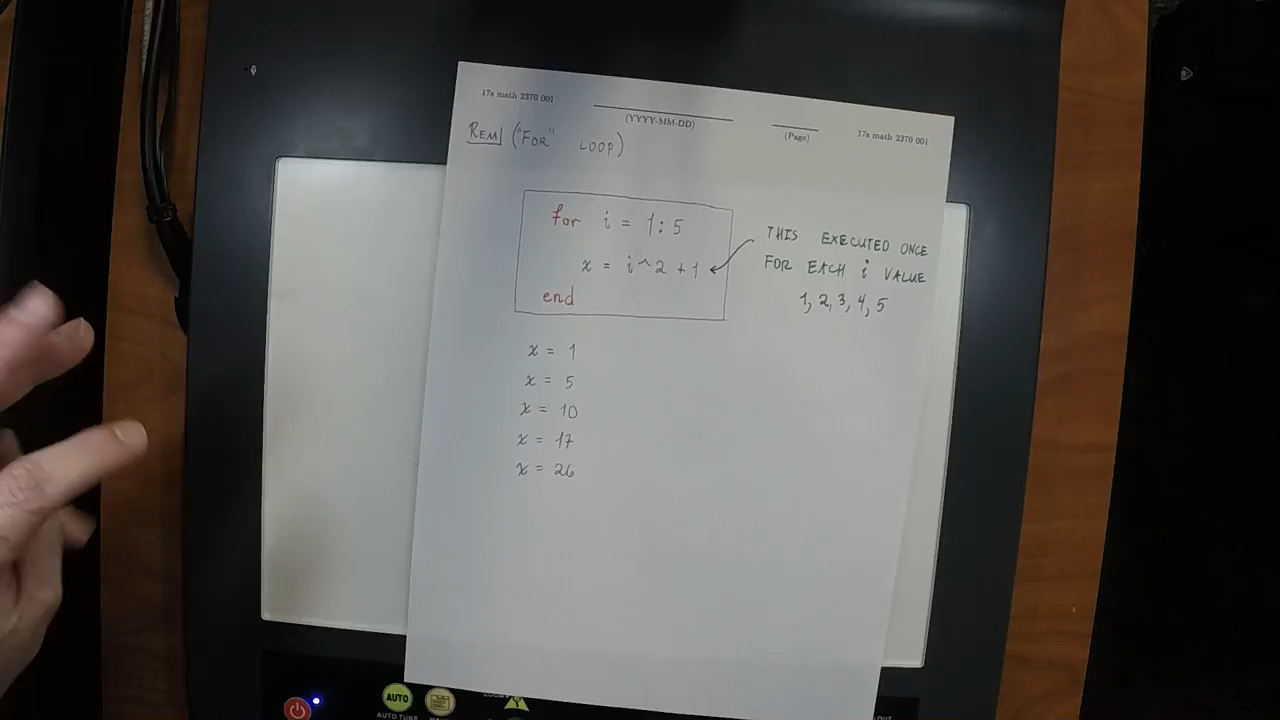 17s math 2370 001
(YYYY-MM-DD)
(Page)
17s math 2370 001
REM ("FOR" LOOP)
for i = 1:5
x = i^2 + 1
end
THIS EXECUTED ONCE
FOR EACH i VALUE
1, 2, 3, 4, 5
x = 1
x = 5
x = 10
x = 17
x = 26
AUTO
AUTO TUNE